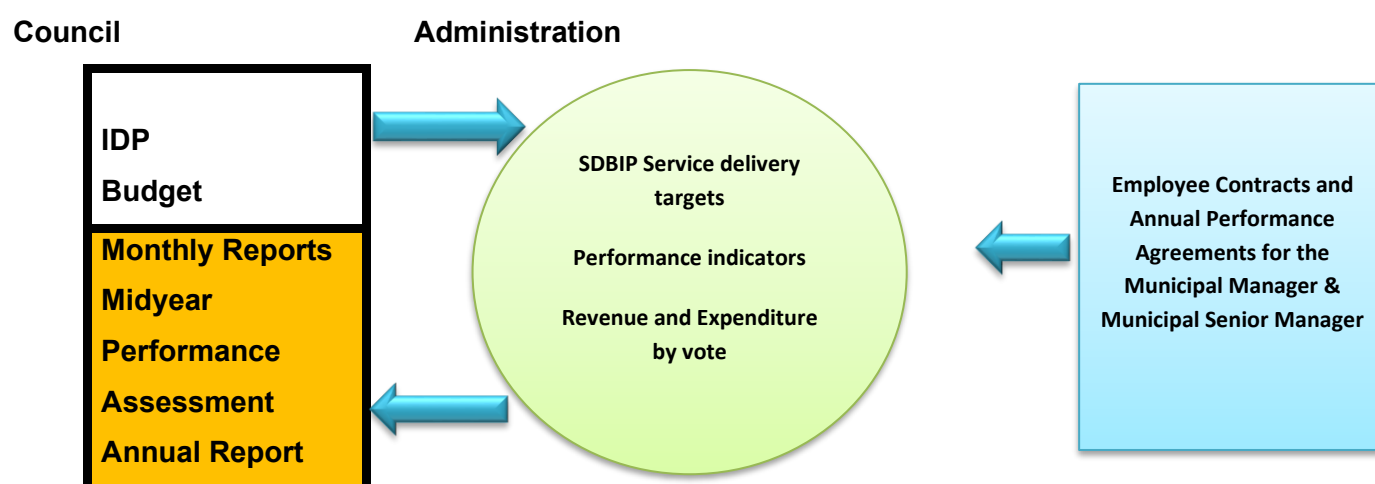 Council
Administration
IDP
Budget
Monthly Reports
Midyear
Performance
Assessment
Annual Report
SDBIP Service delivery
targets
Performance indicators
Revenue and Expenditure
by vote
Employee Contracts and
Annual Performance
Agreements for the
Municipal Manager &
Municipal Senior Manager